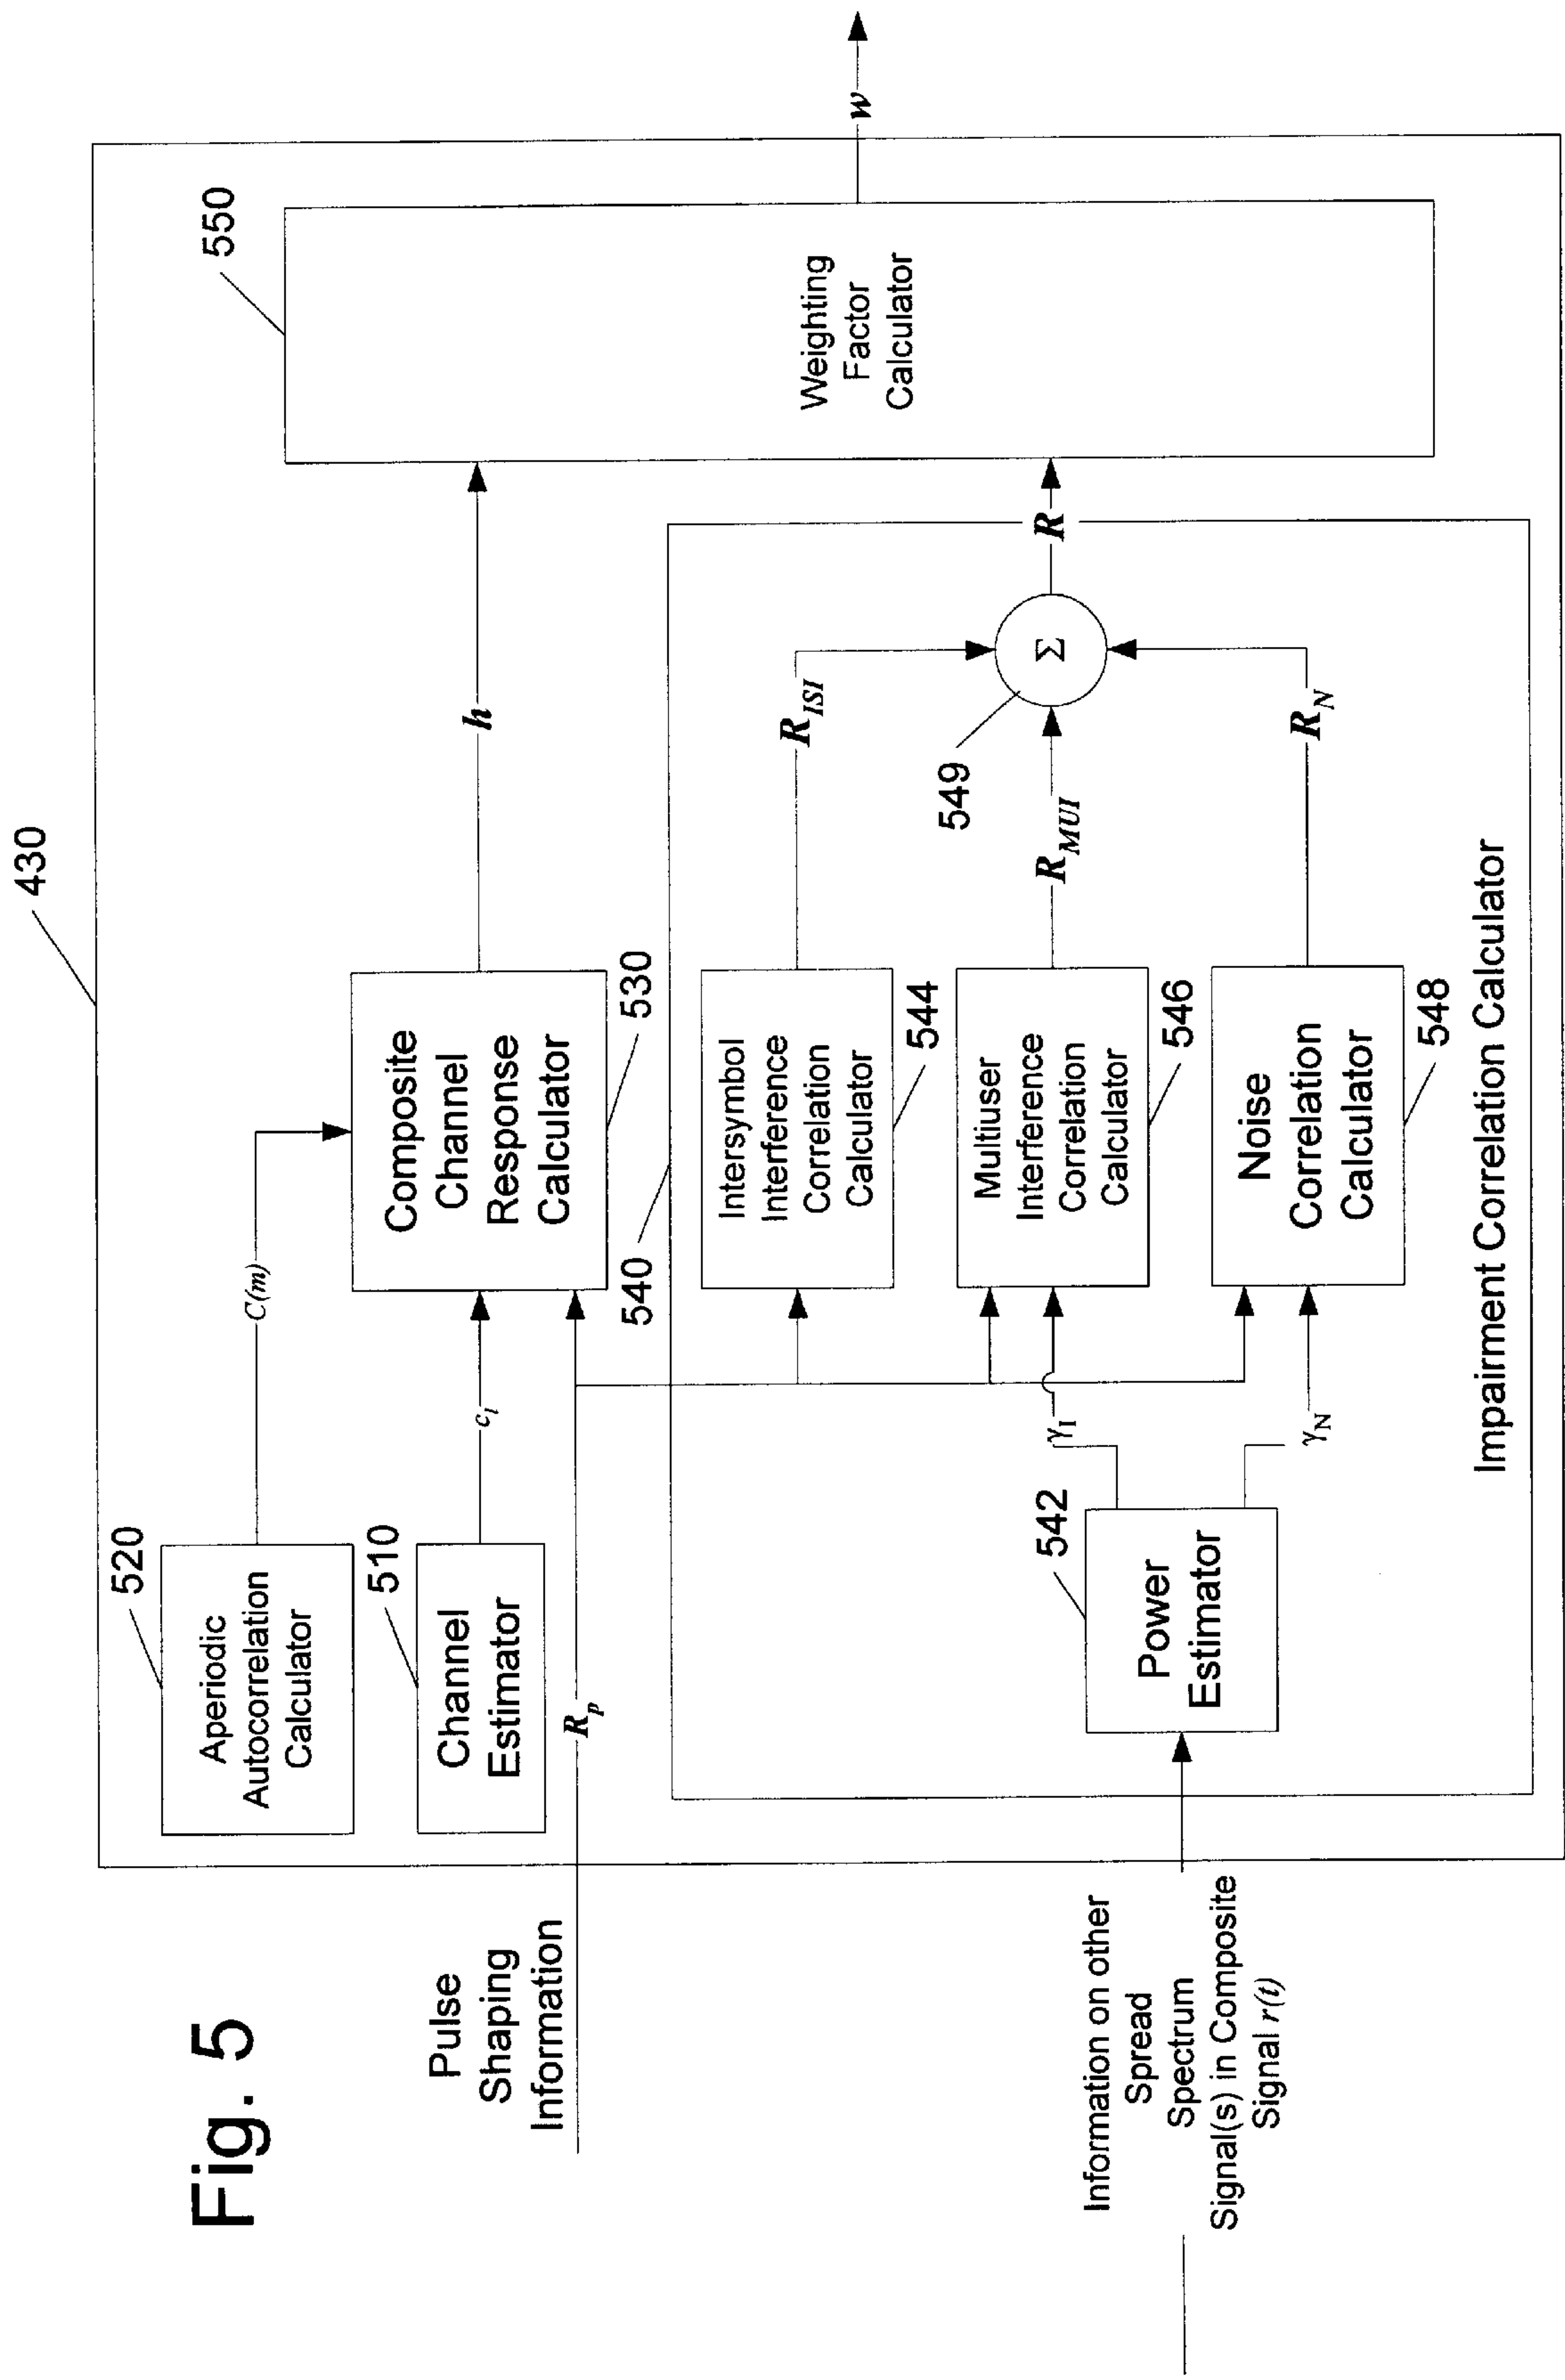 Fig. 5
430
520
Aperiodic
Autocorrelation
Calculator
C(m)
510
Channel
Estimator
c_l
Pulse
Shaping
Information
R_p
Composite
Channel
Response
Calculator
530
h
550
Weighting
Factor
Calculator
w
540
Intersymbol
Interference
Correlation
Calculator
544
R_ISI
Multiuser
Interference
Correlation
Calculator
546
R_MUI
549
Σ
R
Information on other
Spread
Spectrum
Signal(s) in Composite
Signal r(t)
542
Power
Estimator
γ_I
γ_N
Noise
Correlation
Calculator
548
R_N
Impairment Correlation Calculator